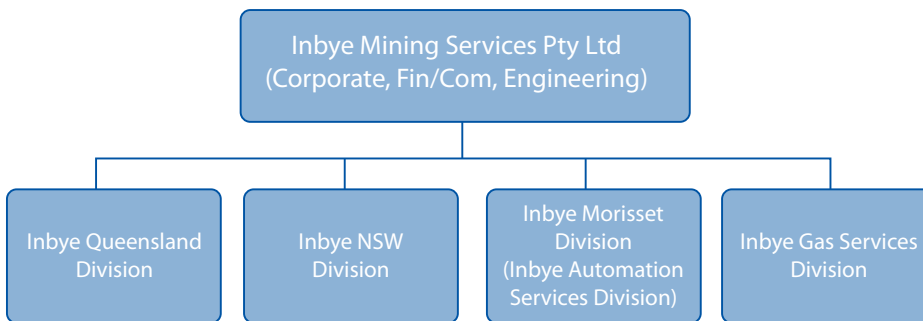 Inbye Mining Services Pty Ltd
(Corporate, Fin/Com, Engineering)
Inbye Queensland
Division
Inbye NSW
Division
Inbye Morisset
Division
(Inbye Automation
Services Division)
Inbye Gas Services
Division